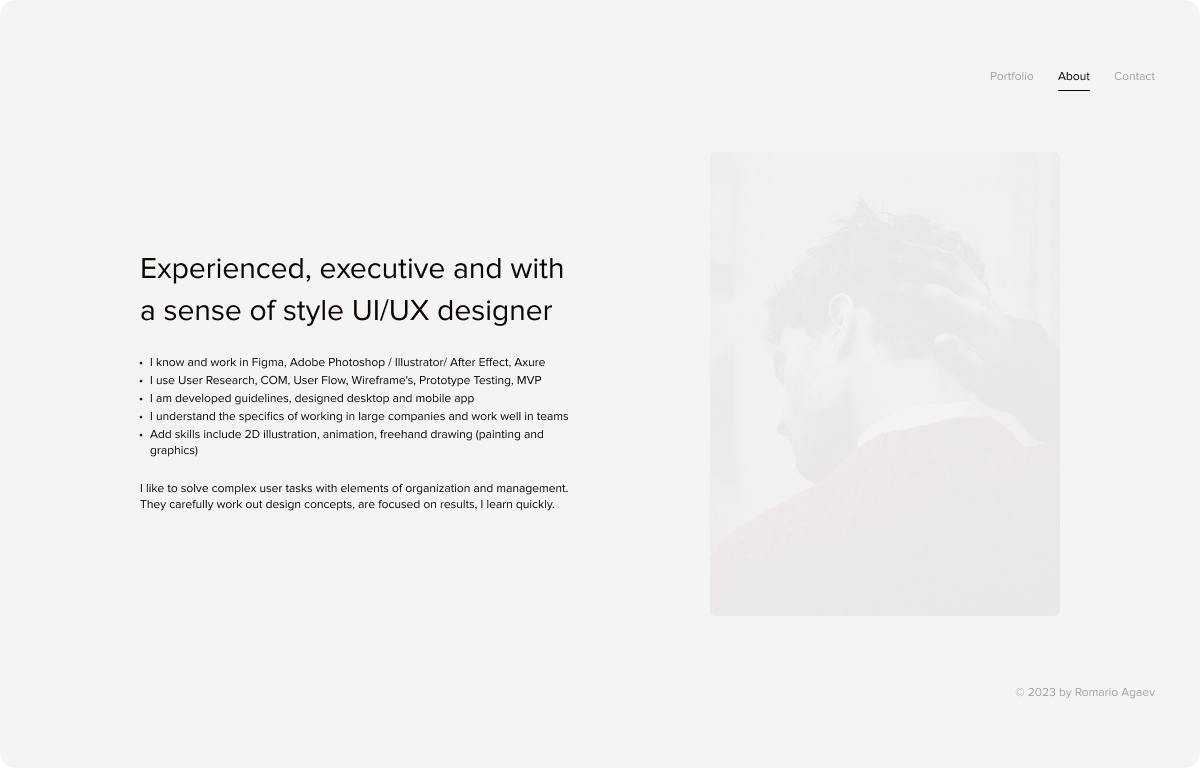 Portfolio About Contact
Experienced, executive and with
a sense of style UI/UX designer
• I know and work in Figma, Adobe Photoshop / Illustrator/ After Effect, Axure
• I use User Research, COM, User Flow, Wireframe's, Prototype Testing, MVP
• I am developed guidelines, designed desktop and mobile app
• I understand the specifics of working in large companies and work well in teams
• Add skills include 2D illustration, animation, freehand drawing (painting and
graphics)
I like to solve complex user tasks with elements of organization and management.
They carefully work out design concepts, are focused on results, I learn quickly.
© 2023 by Romario Agaev